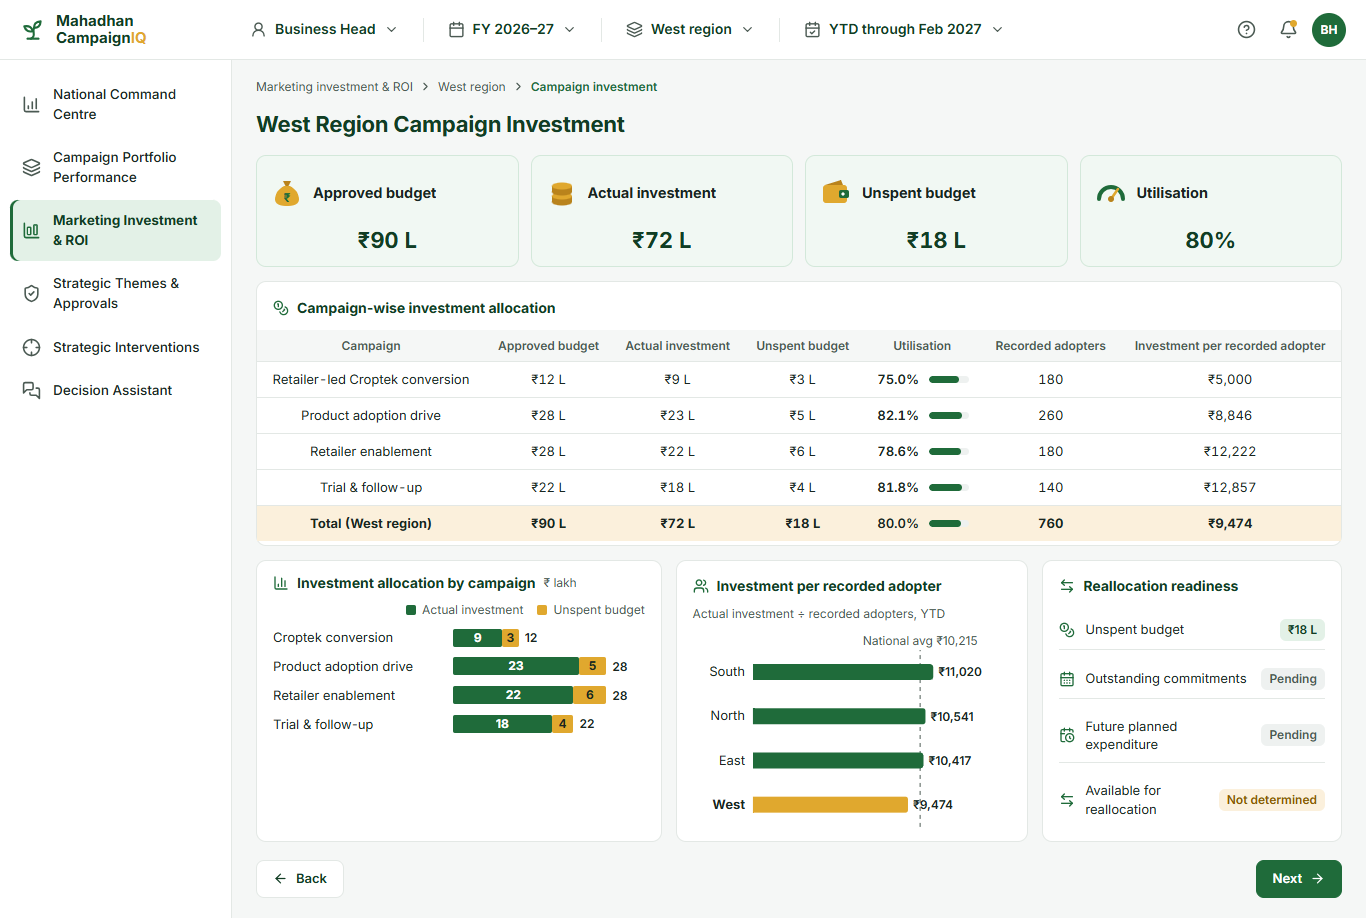 Mahadhan
CampaignIQ
Business Head
FY 2026–27
West region
YTD through Feb 2027
BH
National Command
Centre
Campaign Portfolio
Performance
Marketing Investment
& ROI
Strategic Themes &
Approvals
Strategic Interventions
Decision Assistant
Marketing investment & ROI > West region > Campaign investment
West Region Campaign Investment
Approved budget
₹90 L
Actual investment
₹72 L
Unspent budget
₹18 L
Utilisation
80%
Campaign-wise investment allocation
Campaign Approved budget Actual investment Unspent budget Utilisation Recorded adopters Investment per recorded adopter
Retailer-led Croptek conversion ₹12 L ₹9 L ₹3 L 75.0% 180 ₹5,000
Product adoption drive ₹28 L ₹23 L ₹5 L 82.1% 260 ₹8,846
Retailer enablement ₹28 L ₹22 L ₹6 L 78.6% 180 ₹12,222
Trial & follow-up ₹22 L ₹18 L ₹4 L 81.8% 140 ₹12,857
Total (West region) ₹90 L ₹72 L ₹18 L 80.0% 760 ₹9,474
Investment allocation by campaign ₹ lakh
Actual investment Unspent budget
Croptek conversion 9 3 12
Product adoption drive 23 5 28
Retailer enablement 22 6 28
Trial & follow-up 18 4 22
Investment per recorded adopter
Actual investment ÷ recorded adopters, YTD
National avg ₹10,215
South ₹11,020
North ₹10,541
East ₹10,417
West ₹9,474
Reallocation readiness
Unspent budget ₹18 L
Outstanding commitments Pending
Future planned
expenditure
Pending
Available for
reallocation
Not determined
← Back
Next →